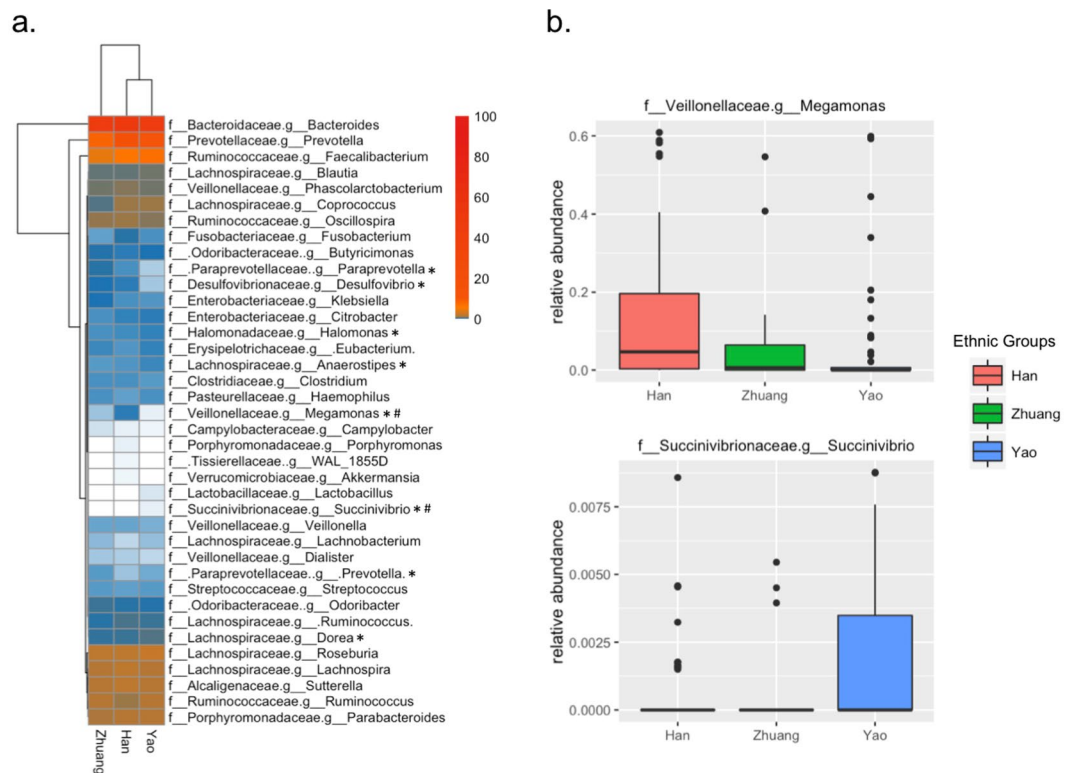 a.
f__Bacteroidaceae.g__Bacteroides
f__Prevotellaceae.g__Prevotella
f__Ruminococcaceae.g__Faecalibacterium
f__Lachnospiraceae.g__Blautia
f__Veillonellaceae.g__Phascolarctobacterium
f__Lachnospiraceae.g__Coprococcus
f__Ruminococcaceae.g__Oscillospira
f__Fusobacteriaceae.g__Fusobacterium
f__.Odoribacteraceae..g__Butyricimonas
f__.Paraprevotellaceae..g__Paraprevotella *
f__Desulfovibrionaceae.g__Desulfovibrio *
f__Enterobacteriaceae.g__Klebsiella
f__Enterobacteriaceae.g__Citrobacter
f__Halomonadaceae.g__Halomonas *
f__Erysipelotrichaceae.g__.Eubacterium.
f__Lachnospiraceae.g__Anaerostipes *
f__Clostridiaceae.g__Clostridium
f__Pasteurellaceae.g__Haemophilus
f__Veillonellaceae.g__Megamonas * #
f__Campylobacteraceae.g__Campylobacter
f__Porphyromonadaceae.g__Porphyromonas
f__.Tissierellaceae..g__WAL_1855D
f__Verrucomicrobiaceae.g__Akkermansia
f__Lactobacillaceae.g__Lactobacillus
f__Succinivibrionaceae.g__Succinivibrio * #
f__Veillonellaceae.g__Veillonella
f__Lachnospiraceae.g__Lachnobacterium
f__Veillonellaceae.g__Dialister
f__.Paraprevotellaceae..g__.Prevotella. *
f__Streptococcaceae.g__Streptococcus
f__.Odoribacteraceae..g__Odoribacter
f__Lachnospiraceae.g__.Ruminococcus.
f__Lachnospiraceae.g__Dorea *
f__Lachnospiraceae.g__Roseburia
f__Lachnospiraceae.g__Lachnospira
f__Alcaligenaceae.g__Sutterella
f__Ruminococcaceae.g__Ruminococcus
f__Porphyromonadaceae.g__Parabacteroides
Zhuang
Han
Yao
100
80
60
40
20
0
b.
f__Veillonellaceae.g__Megamonas
relative abundance
0.6
0.4
0.2
0.0
Han Zhuang Yao
f__Succinivibrionaceae.g__Succinivibrio
relative abundance
0.0075
0.0050
0.0025
0.0000
Han Zhuang Yao
Ethnic Groups
Han
Zhuang
Yao